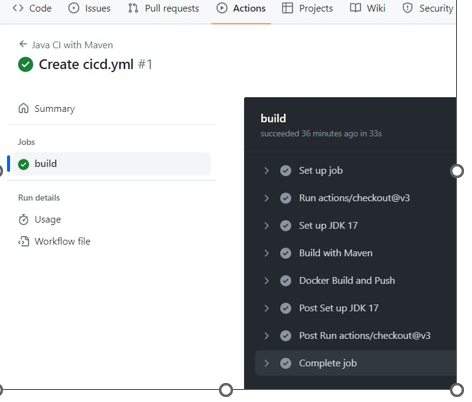 Code Issues Pull requests Actions Projects Wiki Security
Java CI with Maven
Create cicd.yml #1
Summary
Jobs
build
Run details
Usage
Workflow file
build
succeeded 36 minutes ago in 33s
Set up job
Run actions/checkout@v3
Set up JDK 17
Build with Maven
Docker Build and Push
Post Set up JDK 17
Post Run actions/checkout@v3
Complete job